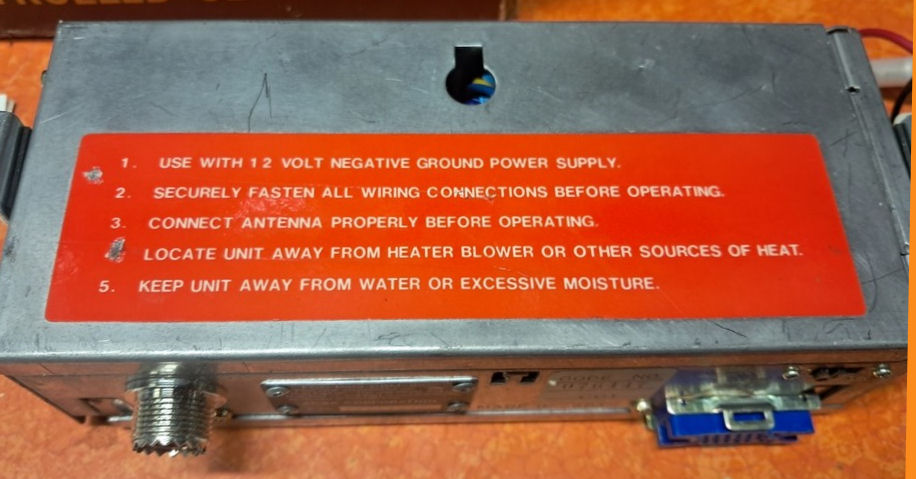 1. USE WITH 12 VOLT NEGATIVE GROUND POWER SUPPLY.
2. SECURELY FASTEN ALL WIRING CONNECTIONS BEFORE OPERATING.
3. CONNECT ANTENNA PROPERLY BEFORE OPERATING.
4 LOCATE UNIT AWAY FROM HEATER BLOWER OR OTHER SOURCES OF HEAT.
5. KEEP UNIT AWAY FROM WATER OR EXCESSIVE MOISTURE.